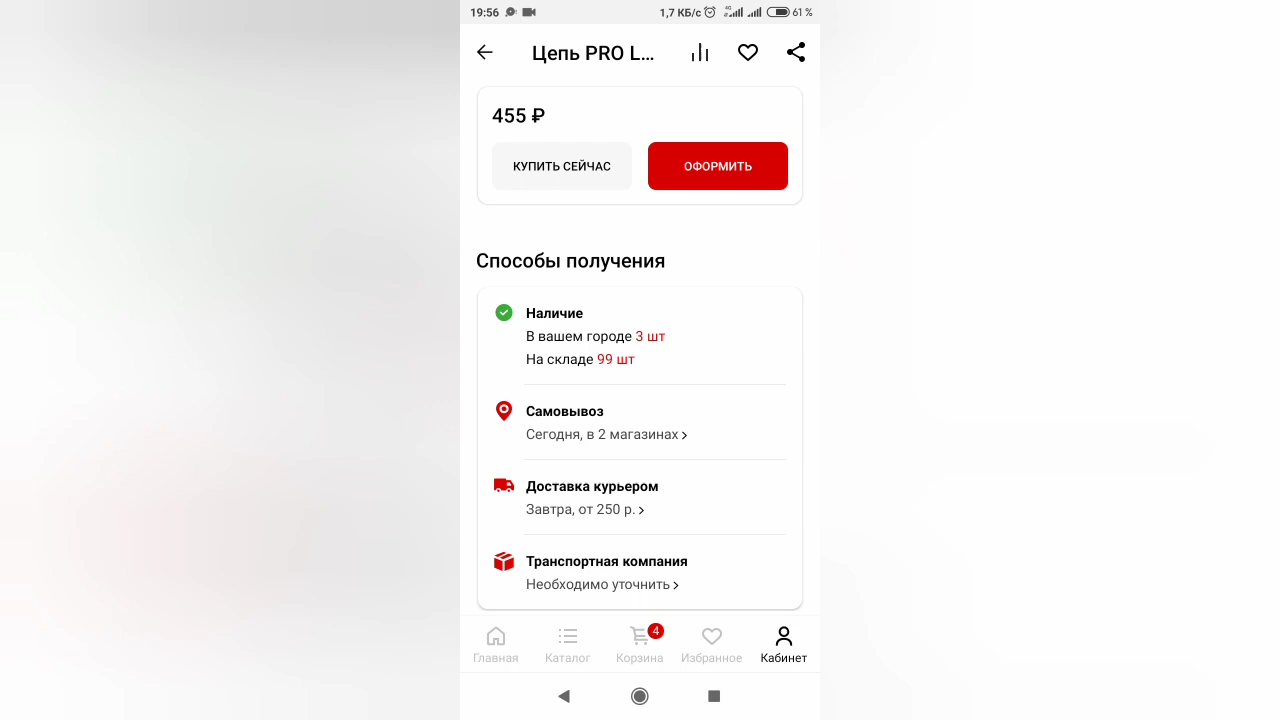 19:56
1,7 КБ/с
4G
61 %
Цепь PRO L...
455 ₽
КУПИТЬ СЕЙЧАС
ОФОРМИТЬ
Способы получения
Наличие
В вашем городе 3 шт
На складе 99 шт
Самовывоз
Сегодня, в 2 магазинах
Доставка курьером
Завтра, от 250 р.
Транспортная компания
Необходимо уточнить
4
Главная
Каталог
Корзина
Избранное
Кабинет